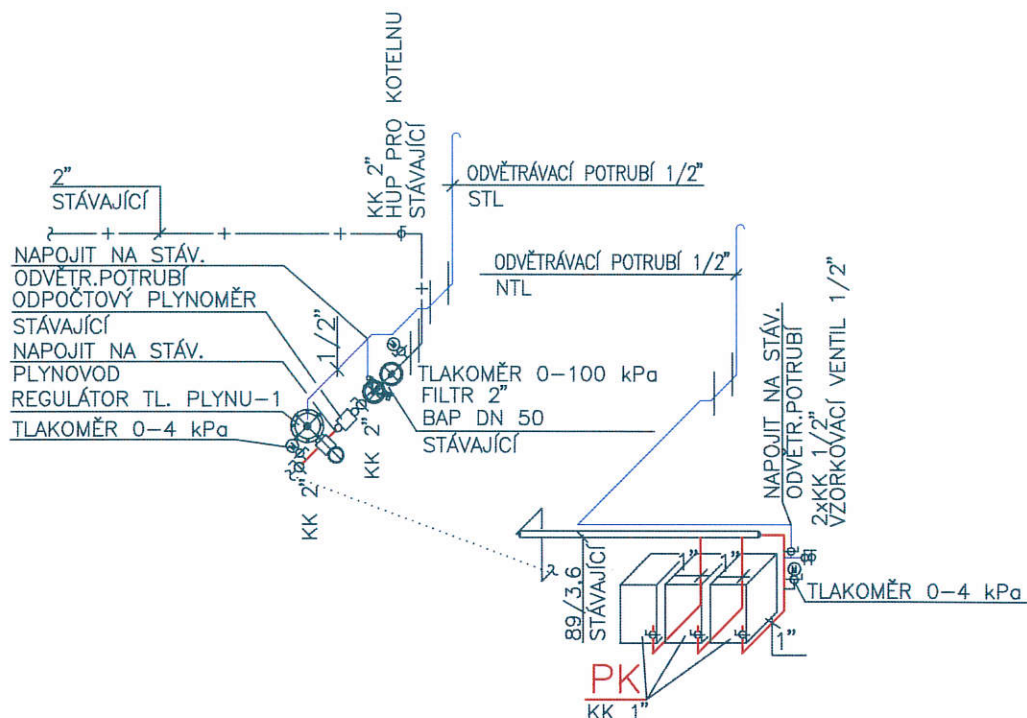 2"
STÁVAJÍCÍ
KK 2"
HUP PRO KOTELNU
STÁVAJÍCÍ
ODVĚTRÁVACÍ POTRUBÍ 1/2"
STL
NAPOJIT NA STÁV.
ODVĚTR.POTRUBÍ
ODPOČTOVÝ PLYNOMĚR
STÁVAJÍCÍ
NAPOJIT NA STÁV.
PLYNOVOD
REGULÁTOR TL. PLYNU-1
TLAKOMĚR 0-4 kPa
1/2"
ODVĚTRÁVACÍ POTRUBÍ 1/2"
NTL
TLAKOMĚR 0-100 kPa
FILTR 2"
BAP DN 50
STÁVAJÍCÍ
KK 2"
KK 2"
NAPOJIT NA STÁV.
ODVĚTR.POTRUBÍ
2xKK 1/2"
VZORKOVACÍ VENTIL 1/2"
89/3,6
STÁVAJÍCÍ
1"
1"
TLAKOMĚR 0-4 kPa
1"
PK
KK 1"